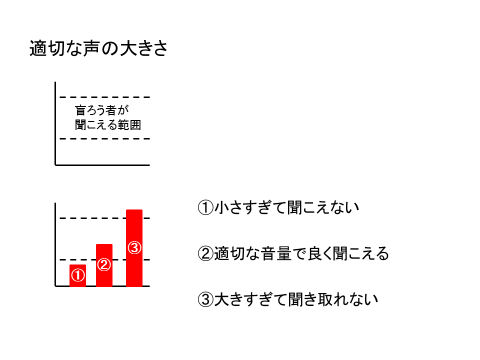 適切な声の大きさ
盲ろう者が
聞こえる範囲
①小さすぎて聞こえない
②適切な音量で良く聞こえる
③大きすぎて聞き取れない
①
②
③